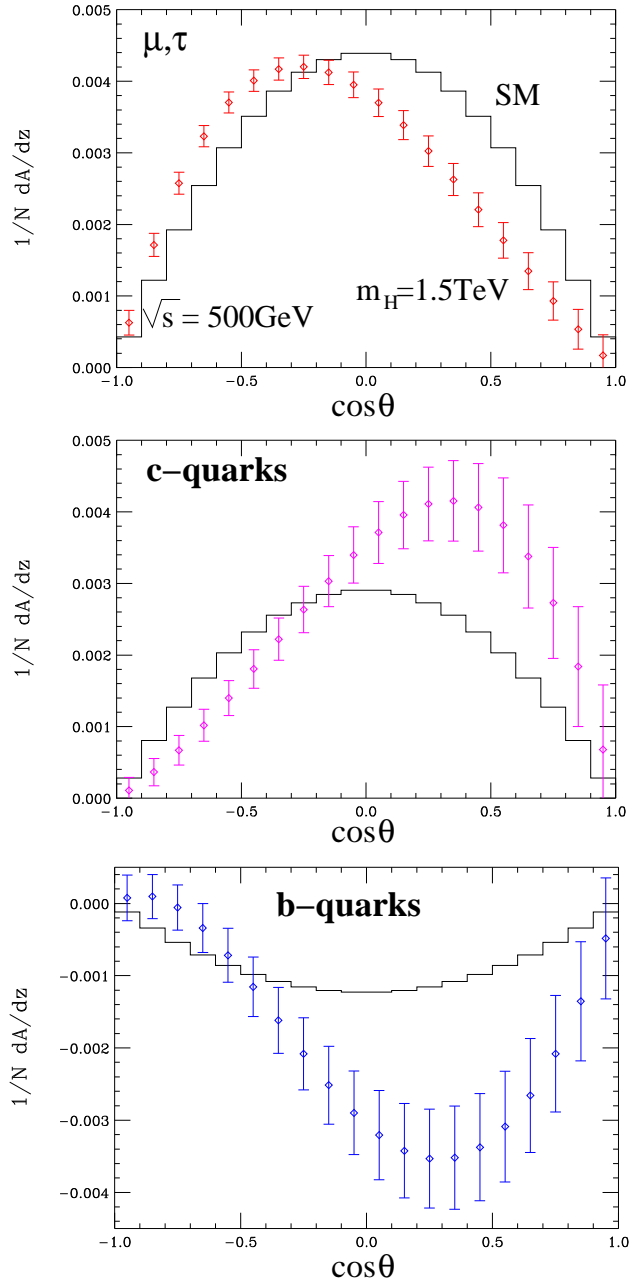 μ,τ
SM
m_H=1.5TeV
√s = 500GeV
1/N dA/dz
0.005
0.004
0.003
0.002
0.001
0.000
−1.0 −0.5 0.0 0.5 1.0
cosθ
c−quarks
1/N dA/dz
0.005
0.004
0.003
0.002
0.001
0.000
−1.0 −0.5 0.0 0.5 1.0
cosθ
b−quarks
1/N dA/dz
0.000
−0.001
−0.002
−0.003
−0.004
−1.0 −0.5 0.0 0.5 1.0
cosθ